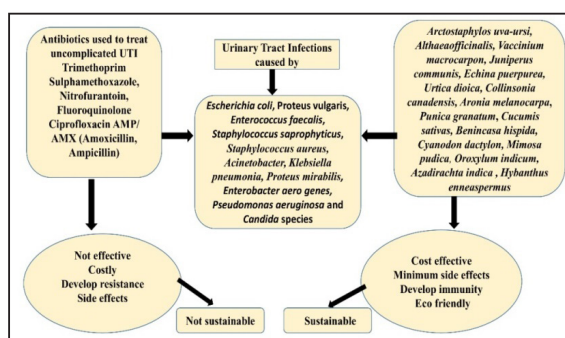 Antibiotics used to treat
uncomplicated UTI
Trimethoprim
Sulphamethoxazole,
Nitrofurantoin,
Fluoroquinolone
Ciprofloxacin AMP/
AMX (Amoxicillin,
Ampicillin)
Urinary Tract Infections
caused by
Escherichia coli, Proteus vulgaris,
Enterococcus faecalis,
Staphylococcus saprophyticus,
Staphylococcus aureus,
Acinetobacter, Klebsiella
pneumonia, Proteus mirabilis,
Enterobacter aero genes,
Pseudomonas aeruginosa and
Candida species
Arctostaphylos uva-ursi,
Althaeaofficinalis, Vaccinium
macrocarpon, Juniperus
communis, Echina puerpurea,
Urtica dioica, Collinsonia
canadensis, Aronia melanocarpa,
Punica granatum, Cucumis
sativas, Benincasa hispida,
Cyanodon dactylon, Mimosa
pudica, Oroxylum indicum,
Azadirachta indica , Hybanthus
enneaspermus
Not effective
Costly
Develop resistance
Side effects
Cost effective
Minimum side effects
Develop immunity
Eco friendly
Not sustainable
Sustainable